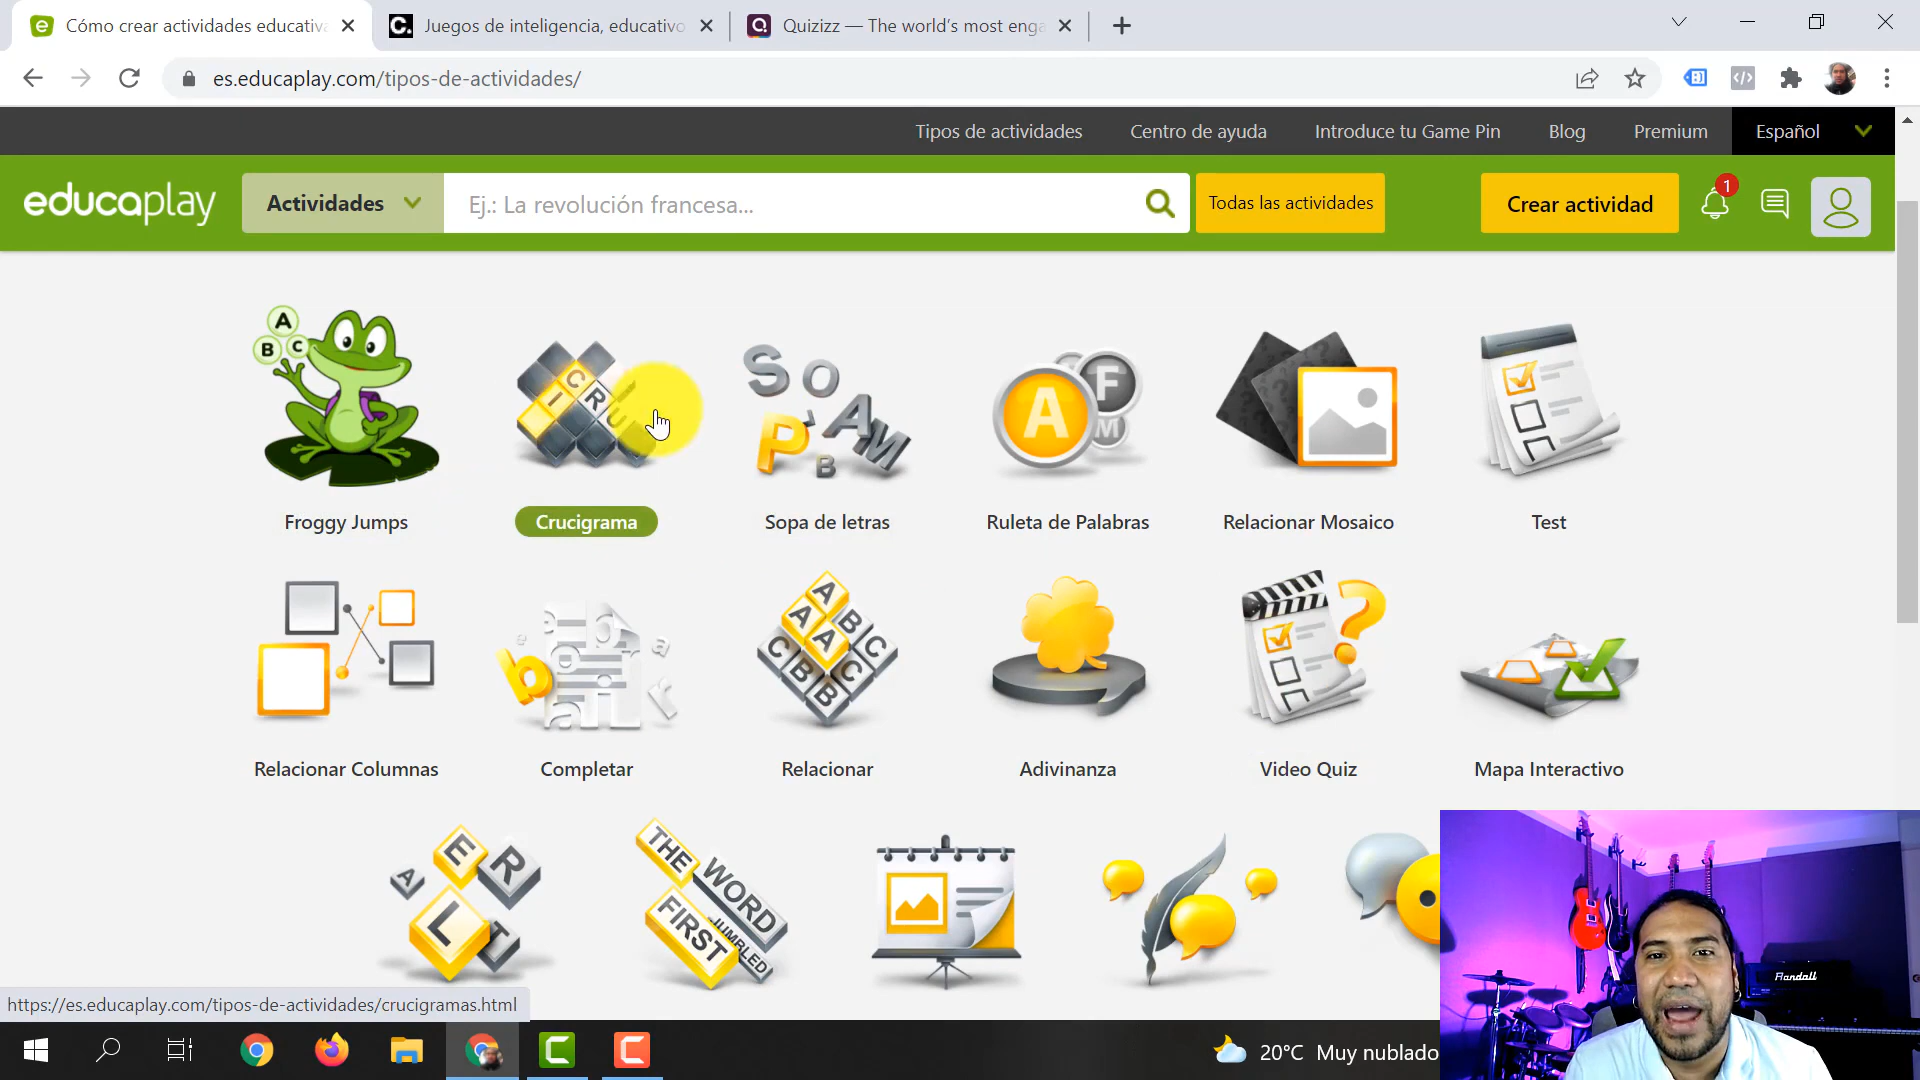 Cómo crear actividades educativa
Juegos de inteligencia, educativo
Quizizz — The world's most enga
es.educaplay.com/tipos-de-actividades/
Tipos de actividades
Centro de ayuda
Introduce tu Game Pin
Blog
Premium
Español
educaplay
Actividades
Ej.: La revolución francesa...
Todas las actividades
Crear actividad
1
A
B C
C
I R U
S O
P A M
B
A F
M
Froggy Jumps
Crucigrama
Sopa de letras
Ruleta de Palabras
Relacionar Mosaico
Test
Relacionar Columnas
Completar
Relacionar
Adivinanza
Video Quiz
Mapa Interactivo
A E R
L T
THE WORD
FIRST JUMBLED
Randall
https://es.educaplay.com/tipos-de-actividades/crucigramas.html
20°C Muy nublado